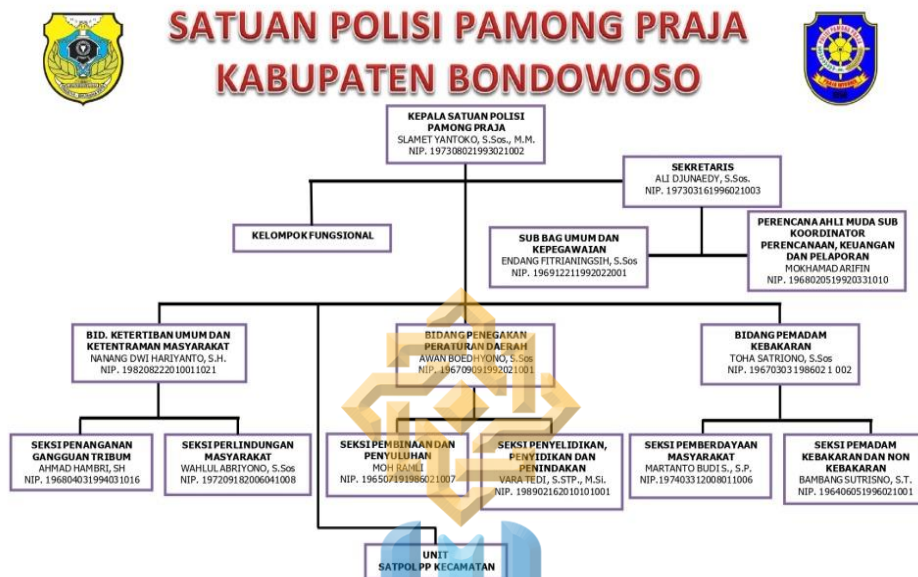 SATUAN POLISI PAMONG PRAJA
KABUPATEN BONDOWOSO
KEPALA SATUAN POLISI
PAMONG PRAJA
SLAMET YANTOKO, S.Sos., M.M.
NIP. 197308021993021002
SEKRETARIS
ALI DJUNAEDY, S.Sos.
NIP. 197303161996021003
KELOMPOK FUNGSIONAL
SUB BAG UMUM DAN
KEPEGAWAIAN
ENDANG FITRIANINGSIH, S.Sos
NIP. 196912211992022001
PERENCANA AHLI MUDA SUB
KOORDINATOR
PERENCANAAN, KEUANGAN
DAN PELAPORAN
MOKHAMAD ARIFIN
NIP. 1968020519920331010
BID. KETERTIBAN UMUM DAN
KETENTRAMAN MASYARAKAT
NANANG DWI HARIYANTO, S.H.
NIP. 198208222010011021
BIDANG PENEGAKAN
PERATURAN DAERAH
AWAN BOEDHYONO, S.Sos
NIP. 196709091992021001
BIDANG PEMADAM
KEBAKARAN
TOHA SATRIONO, S.Sos
NIP. 19670303 198602 1 002
SEKSI PENANGANAN
GANGGUAN TRIBUM
AHMAD HAMBRI, SH
NIP. 196804031994031016
SEKSI PERLINDUNGAN
MASYARAKAT
WAHLUL ABRIYONO, S.Sos
NIP. 197209182006041008
SEKSI PEMBINAAN DAN
PENYULUHAN
MOH RAMLI
NIP. 196507191986021007
SEKSI PENYELIDIKAN,
PENYIDIKAN DAN
PENINDAKAN
VARA TEDI, S.STP., M.Si.
NIP. 198902162010101001
SEKSI PEMBERDAYAAN
MASYARAKAT
MARTANTO BUDI S., S.P.
NIP. 197403312008011006
SEKSI PEMADAM
KEBAKARAN DAN NON
KEBAKARAN
BAMBANG SUTRISNO, S.T.
NIP. 196406051996021001
UNIT
SATPOL PP KECAMATAN